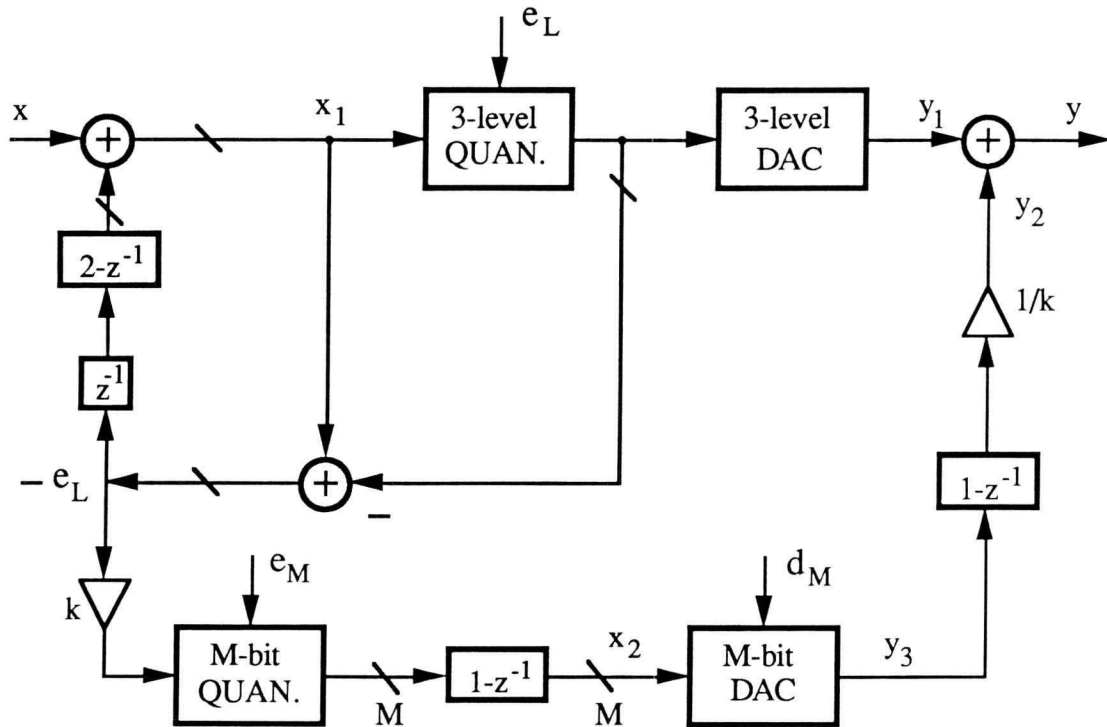 e_L
x
x_1
3-level
QUAN.
3-level
DAC
y_1
y
+
+
y_2
2-z^-1
1/k
z^-1
- e_L
+
−
1-z^-1
k
e_M
d_M
M-bit
QUAN.
M
1-z^-1
x_2
M
M-bit
DAC
y_3